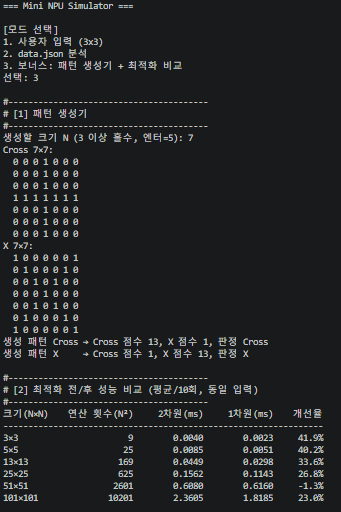 === Mini NPU Simulator ===
[모드 선택]
1. 사용자 입력 (3x3)
2. data.json 분석
3. 보너스: 패턴 생성기 + 최적화 비교
선택: 3
#----------------------------------------
# [1] 패턴 생성기
#----------------------------------------
생성할 크기 N (3 이상 홀수, 엔터=5): 7
Cross 7×7:
0 0 0 1 0 0 0
0 0 0 1 0 0 0
0 0 0 1 0 0 0
1 1 1 1 1 1 1
0 0 0 1 0 0 0
0 0 0 1 0 0 0
0 0 0 1 0 0 0
X 7×7:
1 0 0 0 0 0 1
0 1 0 0 0 1 0
0 0 1 0 1 0 0
0 0 0 1 0 0 0
0 0 1 0 1 0 0
0 1 0 0 0 1 0
1 0 0 0 0 0 1
생성 패턴 Cross → Cross 점수 13, X 점수 1, 판정 Cross
생성 패턴 X → Cross 점수 1, X 점수 13, 판정 X
#----------------------------------------
# [2] 최적화 전/후 성능 비교 (평균/10회, 동일 입력)
#----------------------------------------
크기(N×N) 연산 횟수(N²) 2차원(ms) 1차원(ms) 개선율
----------------------------------------------------------------
3×3 9 0.0040 0.0023 41.9%
5×5 25 0.0085 0.0051 40.2%
13×13 169 0.0449 0.0298 33.6%
25×25 625 0.1562 0.1143 26.8%
51×51 2601 0.6080 0.6160 -1.3%
101×101 10201 2.3605 1.8185 23.0%